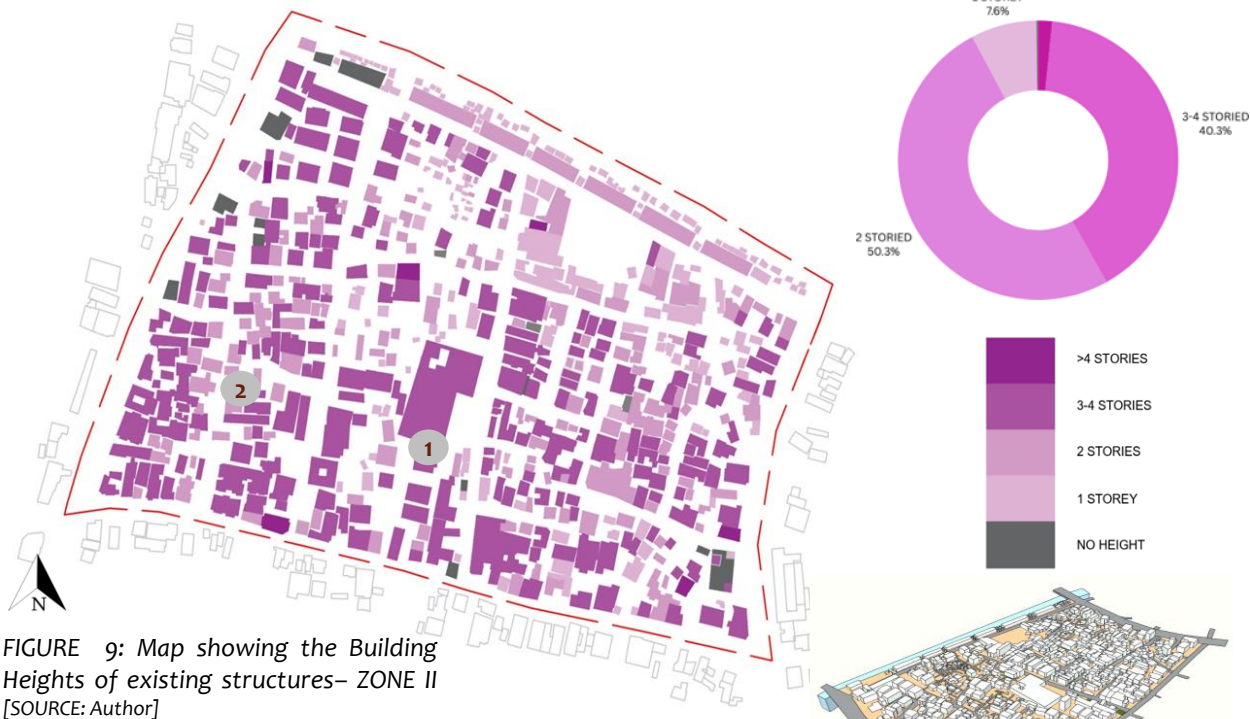 7.6%
3-4 STORIED
40.3%
2 STORIED
50.3%
>4 STORIES
3-4 STORIES
2 STORIES
1 STOREY
NO HEIGHT
2
1
N
FIGURE 9: Map showing the Building
Heights of existing structures– ZONE II
[SOURCE: Author]